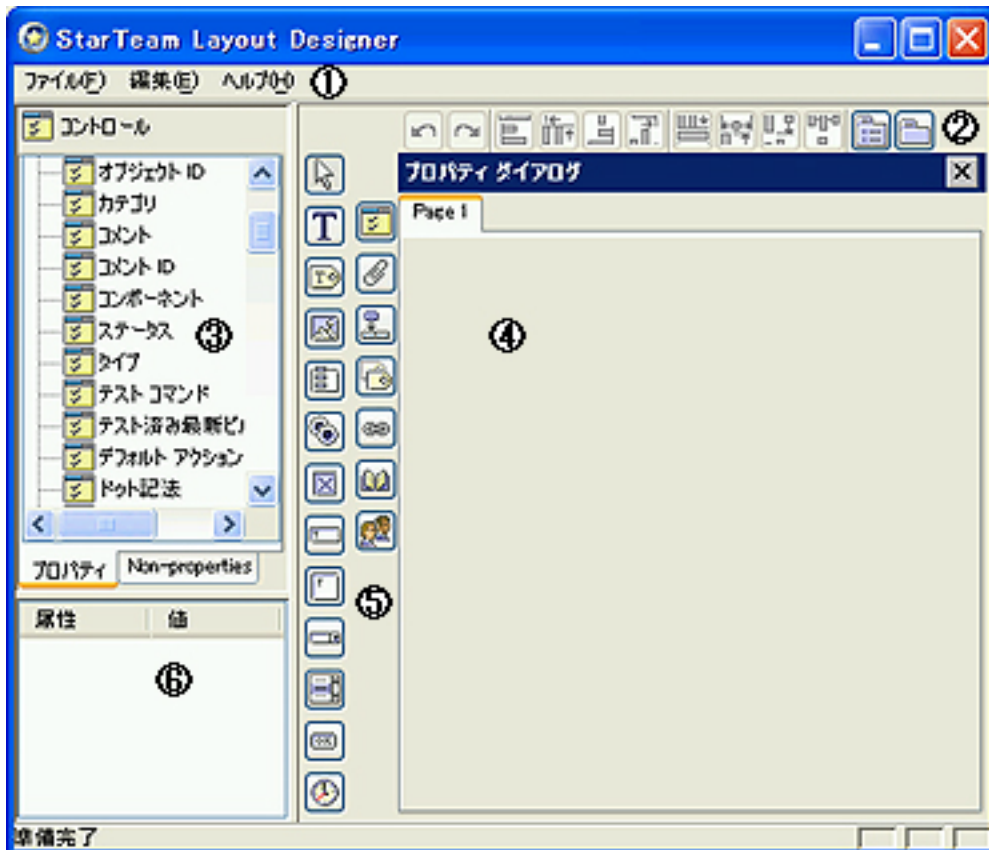 StarTeam Layout Designer
ファイル(F) 編集(E) ヘルプ(H) ①
コントロール
②
オブジェクト ID
カテゴリ
コメント
コメント ID
コンポーネント
ステータス
③
タイプ
テスト コマンド
テスト済み最新ビル
デフォルト アクション
ドット記法
プロパティ Non-properties
属性 値
⑥
T
⑤
プロパティ ダイアログ
Page 1
④
準備完了